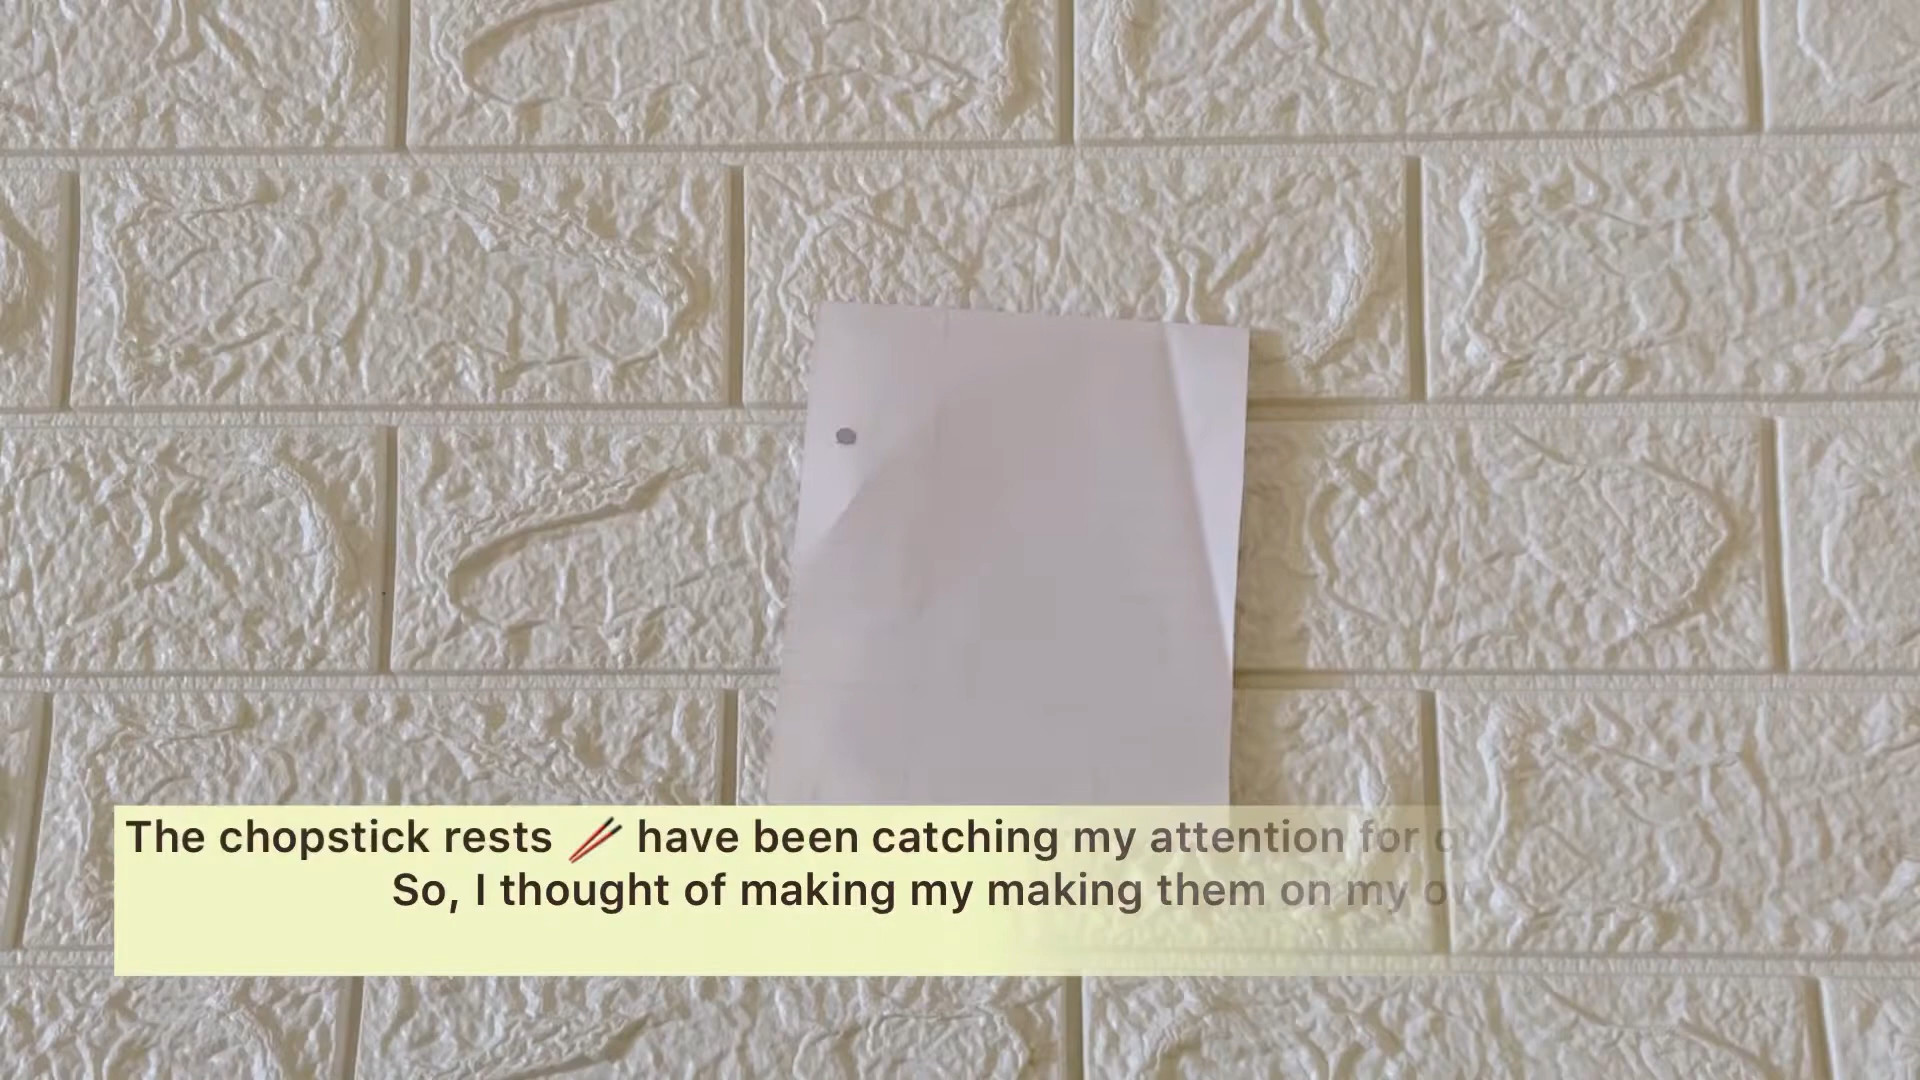 The chopstick rests 🥢 have been catching my attention for
So, I thought of making my making them on my